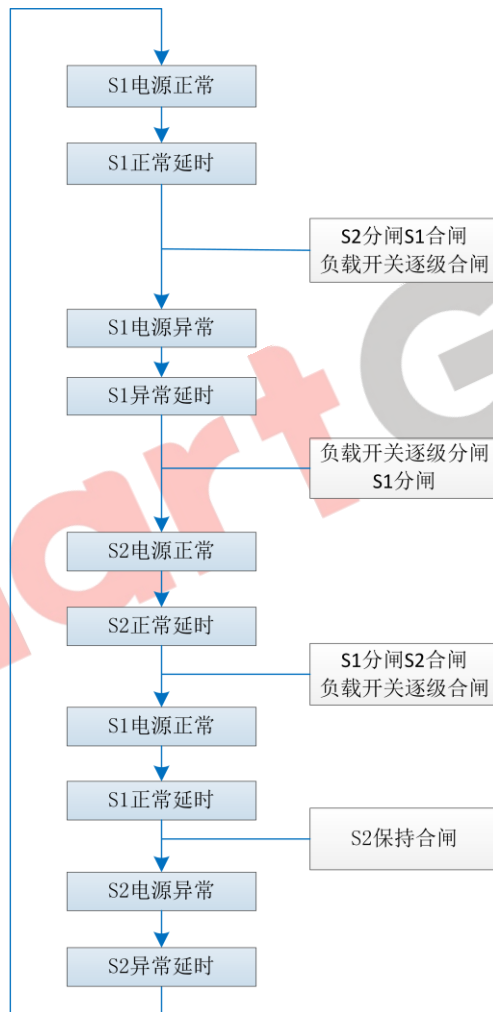 S1电源正常
S1正常延时
S2分闸S1合闸
负载开关逐级合闸
S1电源异常
S1异常延时
负载开关逐级分闸
S1分闸
S2电源正常
S2正常延时
S1分闸S2合闸
负载开关逐级合闸
S1电源正常
S1正常延时
S2保持合闸
S2电源异常
S2异常延时